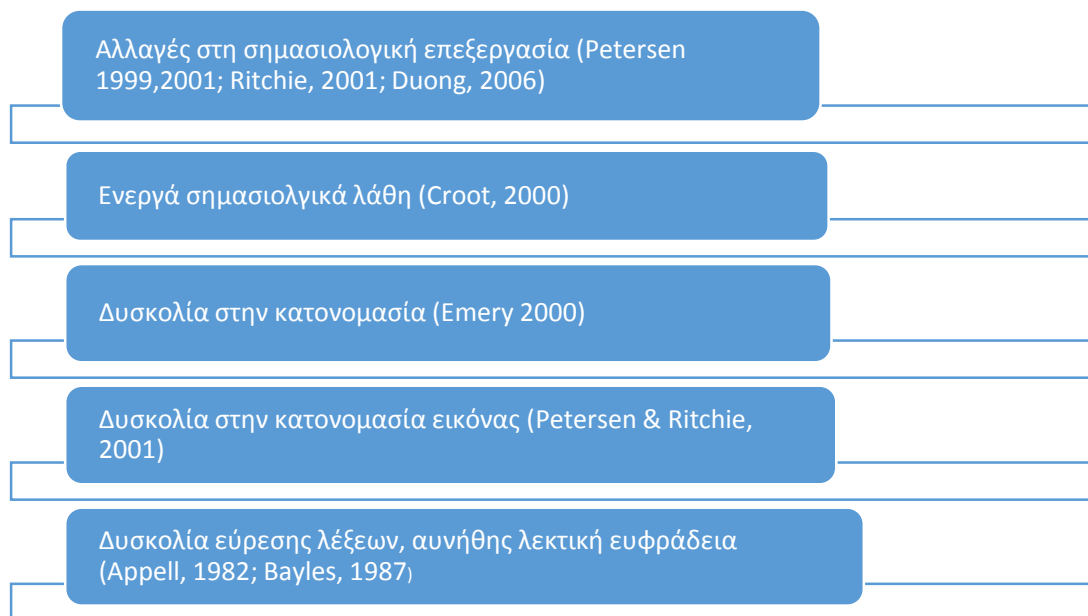 Αλλαγές στη σημασιολογική επεξεργασία (Petersen
1999,2001; Ritchie, 2001; Duong, 2006)
Ενεργά σημασιολγικά λάθη (Croot, 2000)
Δυσκολία στην κατονομασία (Emery 2000)
Δυσκολία στην κατονομασία εικόνας (Petersen & Ritchie,
2001)
Δυσκολία εύρεσης λέξεων, αυνήθης λεκτική ευφράδεια
(Appell, 1982; Bayles, 1987)